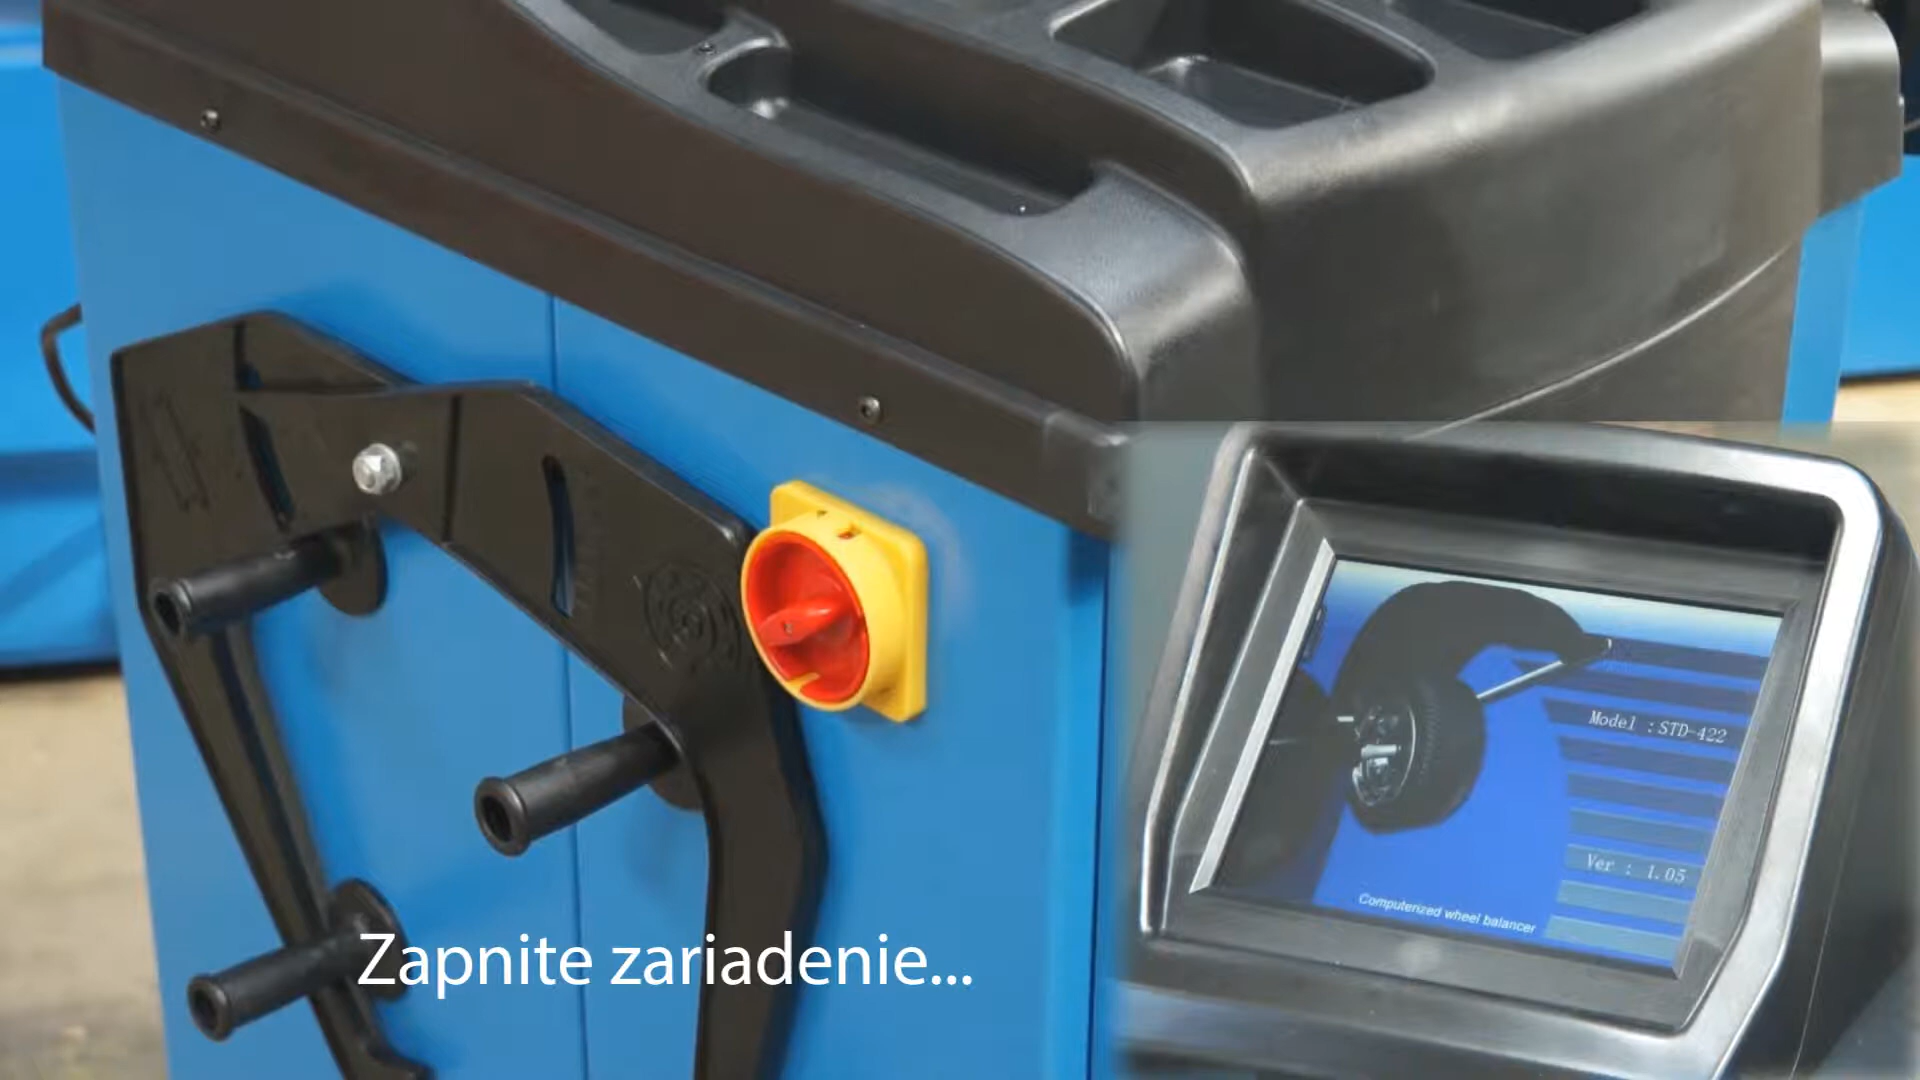 Model :STD-422
Ver : 1.05
Computerized wheel balancer
Zapnite zariadenie...